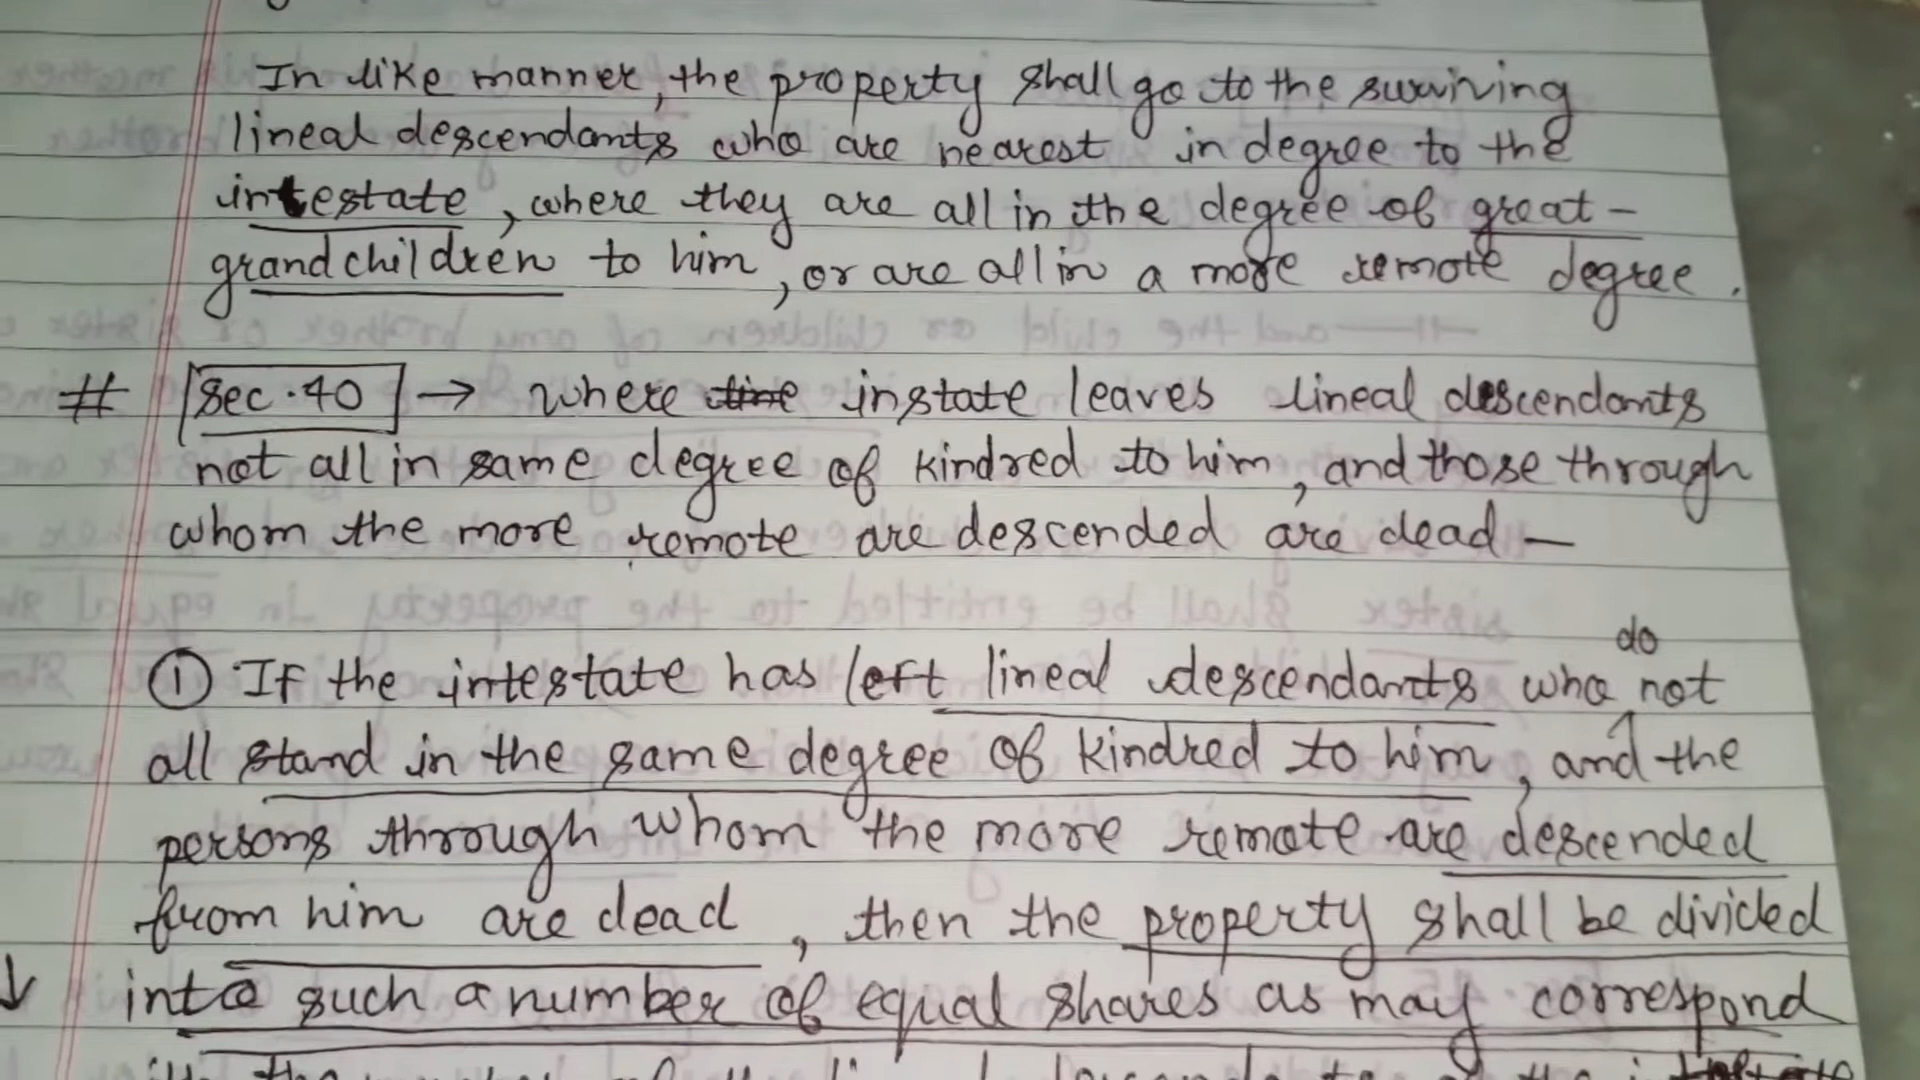 In like manner, the property shall go to the surviving
lineal descendants who are nearest in degree to the
intestate, where they are all in the degree of great-
grandchildren to him, or are all in a more remote degree.
# Sec. 40 → where time instate leaves lineal descendants
not all in same degree of kindred to him, and those through
whom the more remote are descended are dead —
① If the intestate has left lineal descendants who do not
all stand in the same degree of kindred to him, and the
persons through whom the more remote are descended
from him are dead, then the property shall be divided
↓ into such a number of equal shares as may correspond